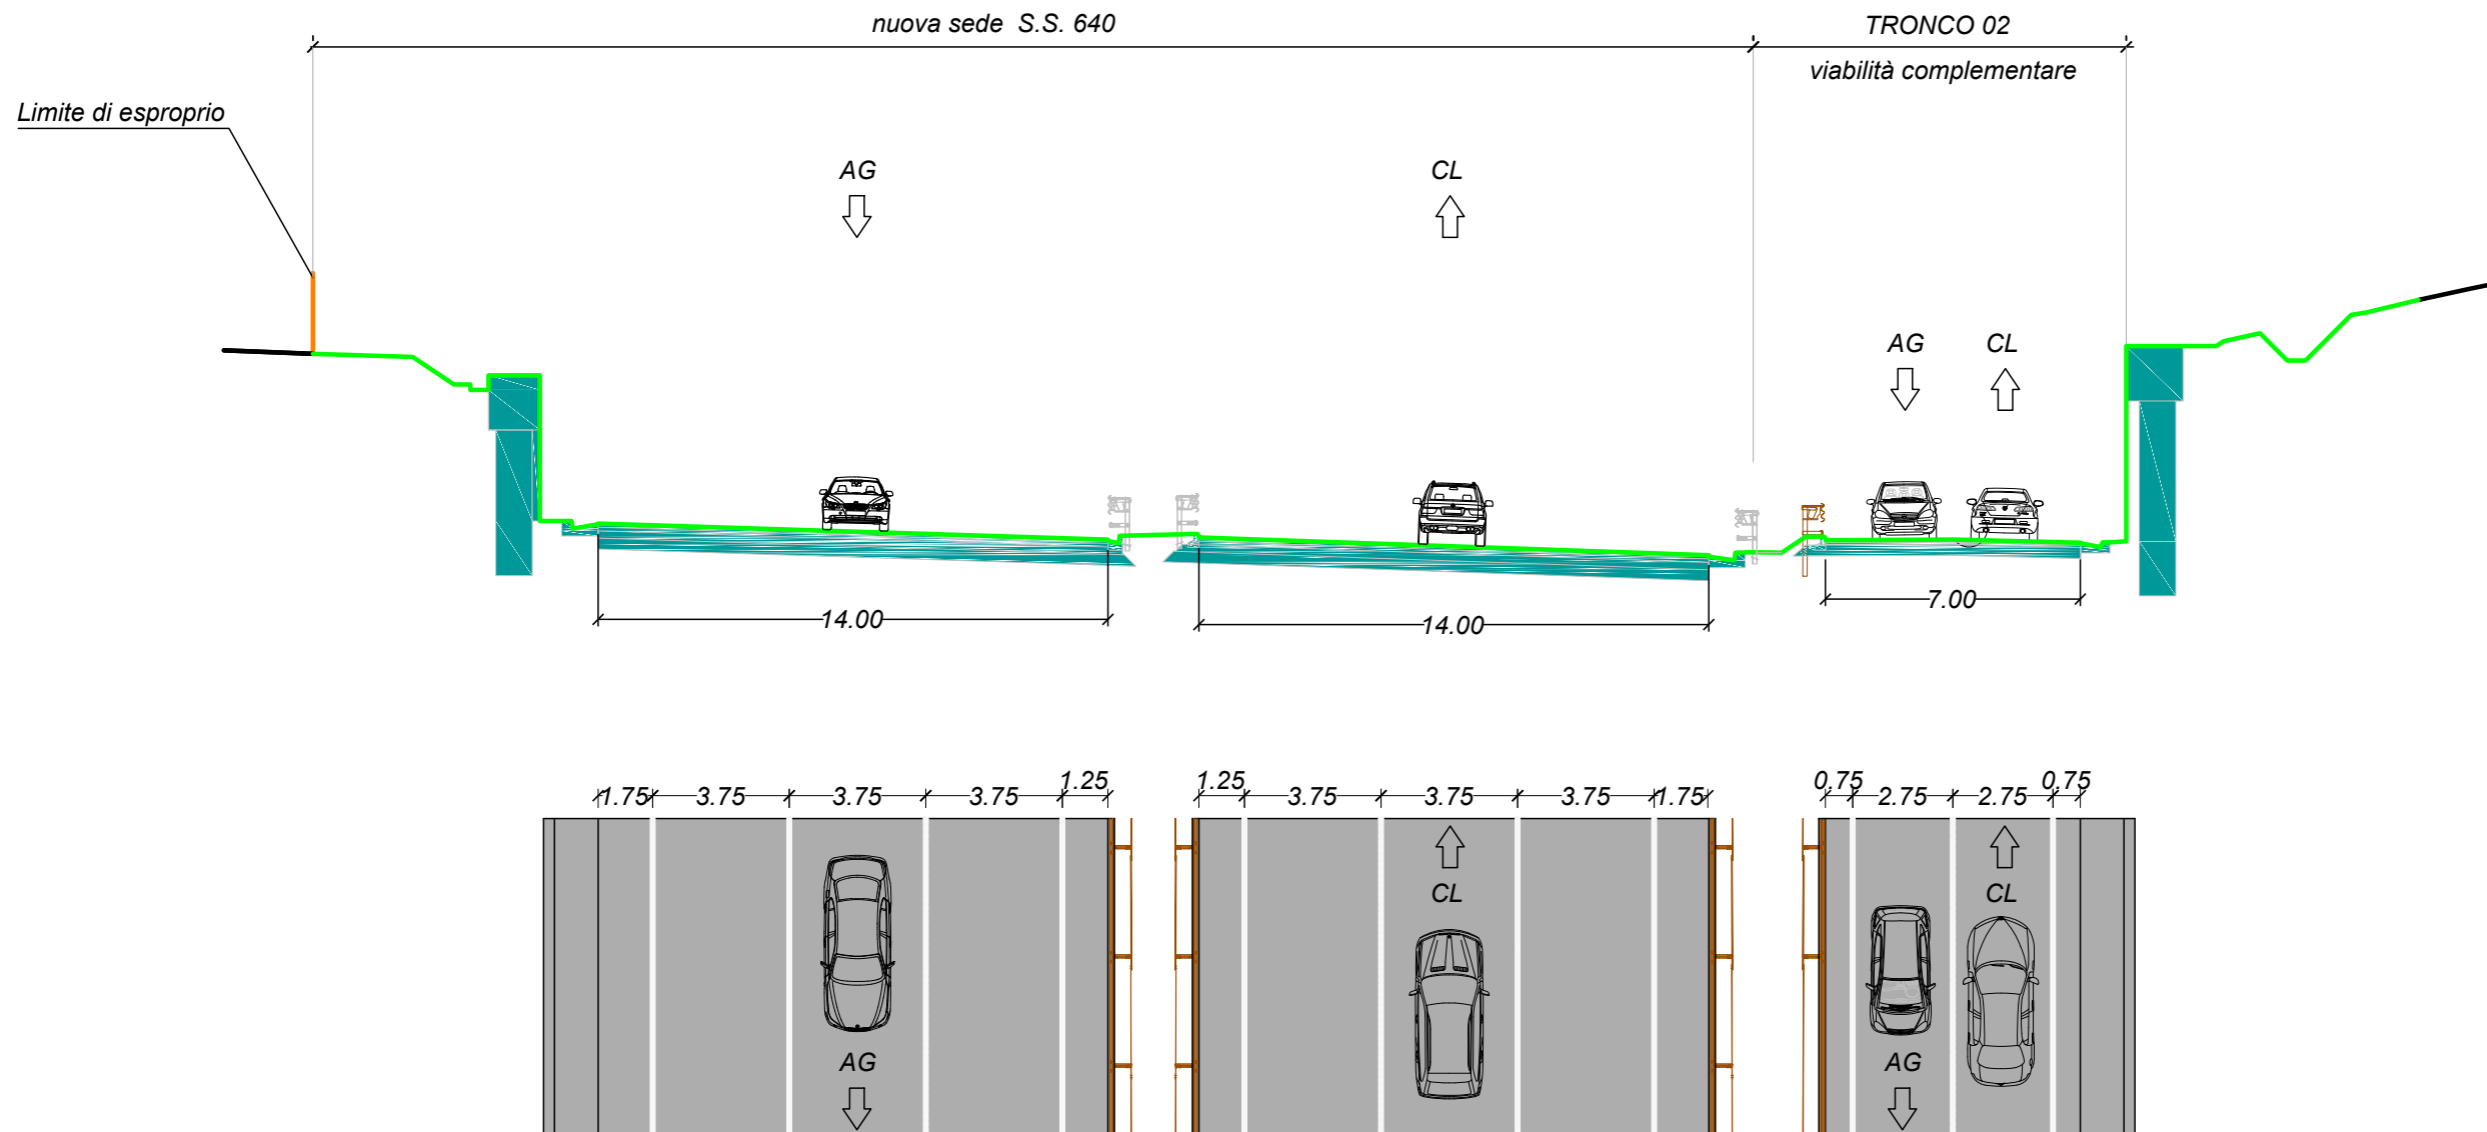 nuova sede  S.S. 640
TRONCO 02
viabilità complementare
Limite di esproprio
AG
CL
AG
CL
14.00
14.00
7.00
1.75
3.75
3.75
3.75
1.25
1.25
3.75
3.75
3.75
1.75
0.75
2.75
2.75
0.75
CL
CL
AG
AG